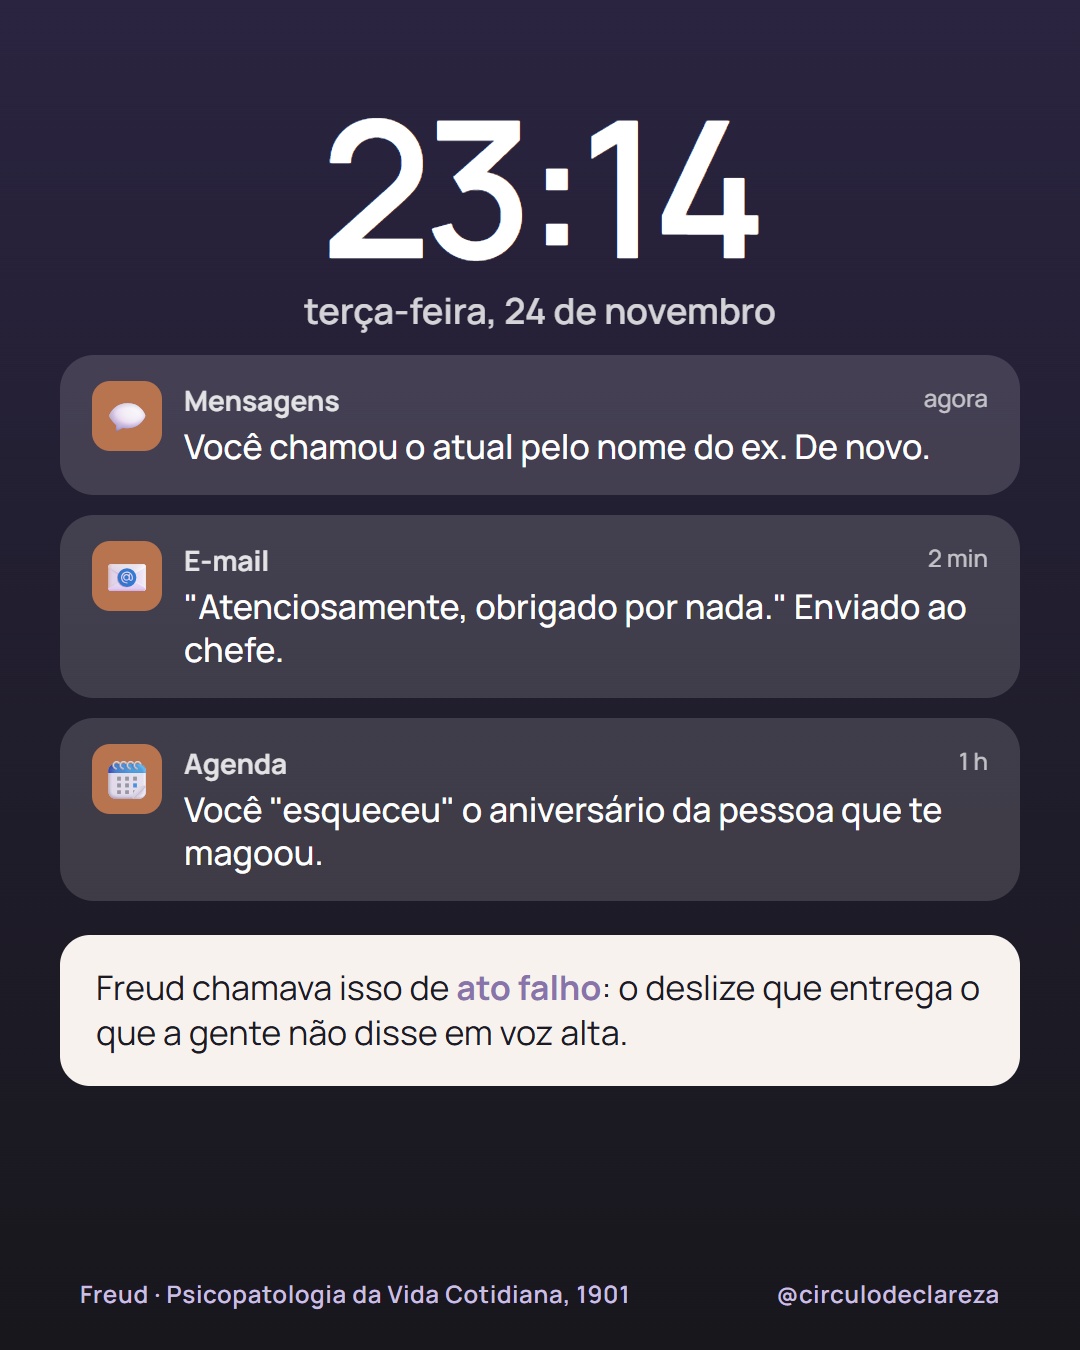 23:14
terça-feira, 24 de novembro
Mensagens
agora
Você chamou o atual pelo nome do ex. De novo.
E-mail
2 min
"Atenciosamente, obrigado por nada." Enviado ao
chefe.
Agenda
1 h
Você "esqueceu" o aniversário da pessoa que te
magoou.
Freud chamava isso de ato falho: o deslize que entrega o
que a gente não disse em voz alta.
Freud · Psicopatologia da Vida Cotidiana, 1901
@circulodeclareza